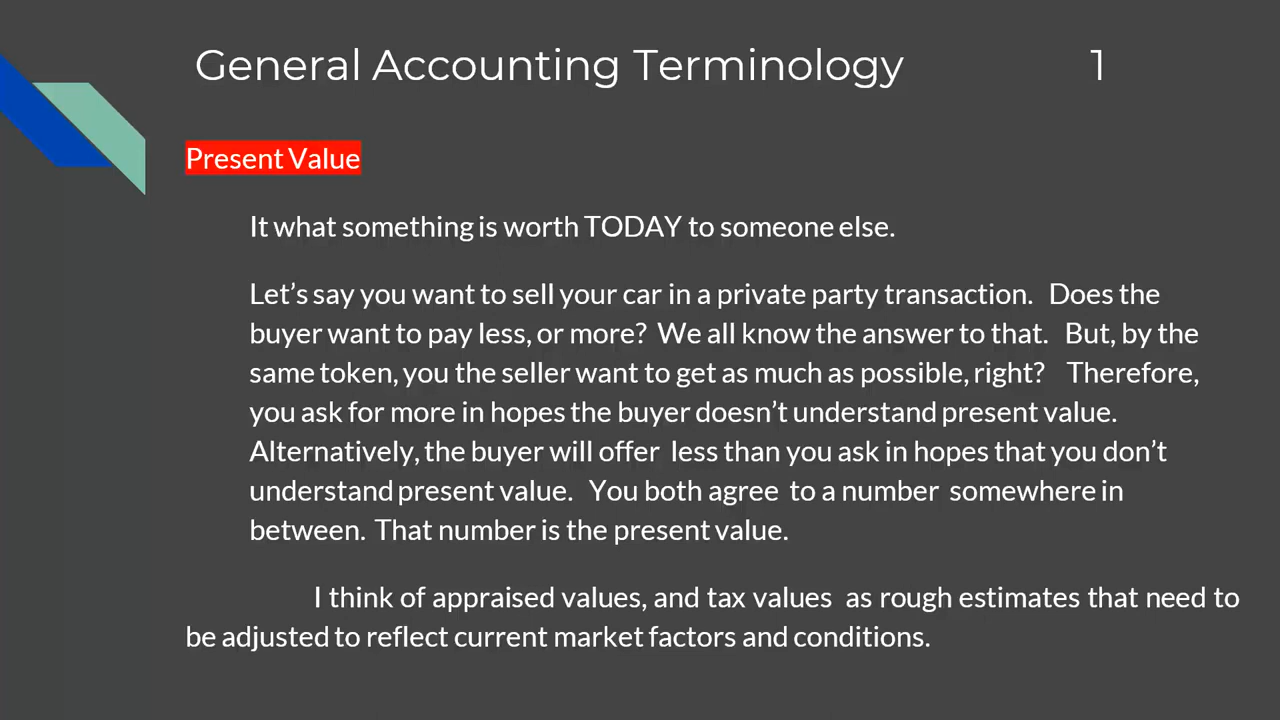 General Accounting Terminology 1
Present Value
It what something is worth TODAY to someone else.
Let’s say you want to sell your car in a private party transaction. Does the
buyer want to pay less, or more? We all know the answer to that. But, by the
same token, you the seller want to get as much as possible, right? Therefore,
you ask for more in hopes the buyer doesn’t understand present value.
Alternatively, the buyer will offer less than you ask in hopes that you don’t
understand present value. You both agree to a number somewhere in
between. That number is the present value.
I think of appraised values, and tax values as rough estimates that need to
be adjusted to reflect current market factors and conditions.